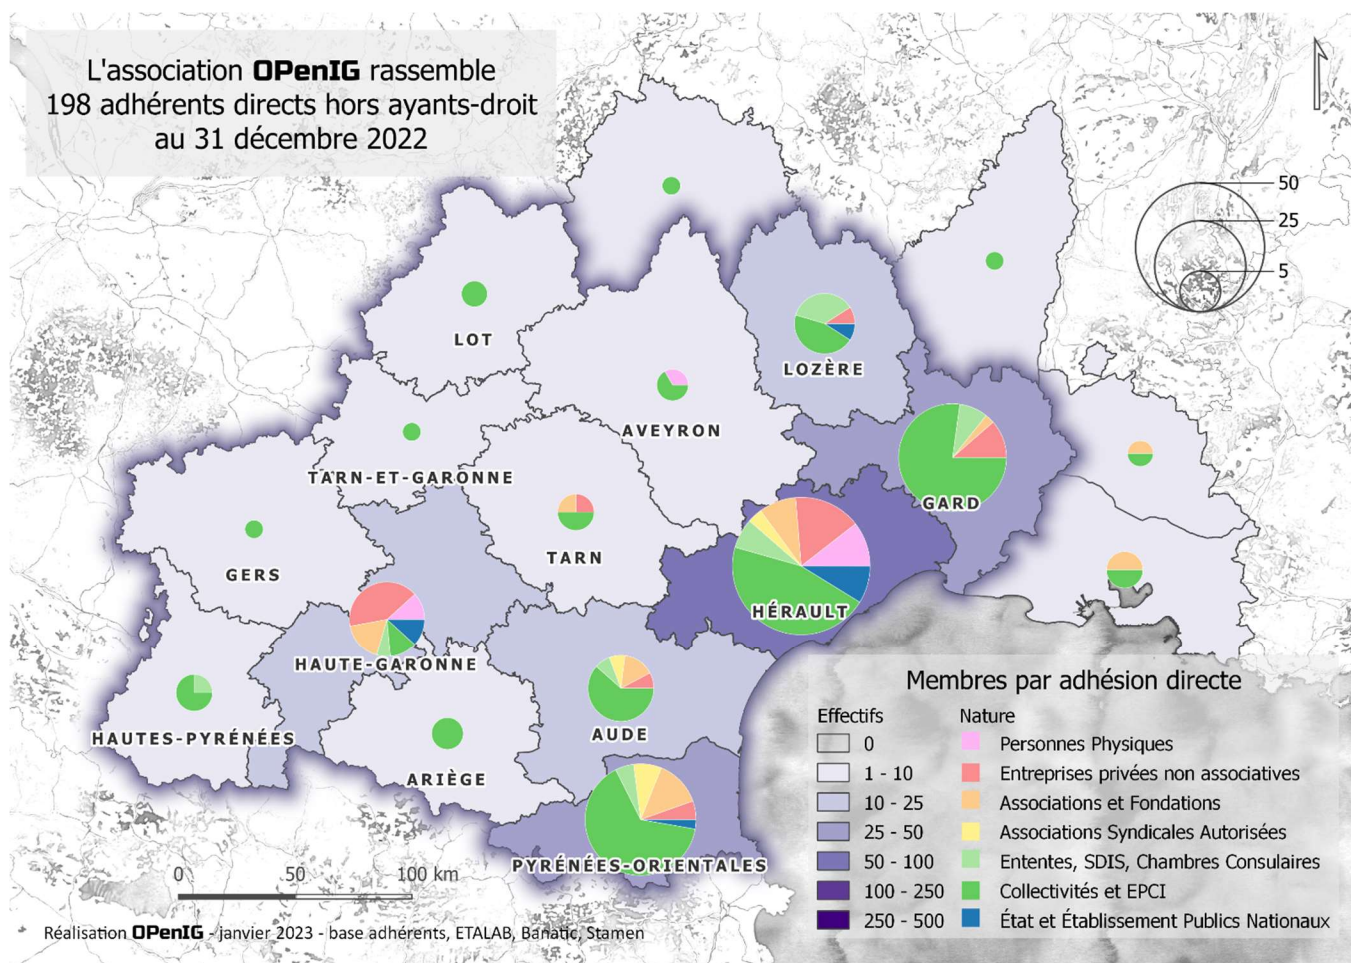 L'association OPenIG rassemble
198 adhérents directs hors ayants-droit
au 31 décembre 2022
50
25
5
LOT
LOZÈRE
AVEYRON
TARN-ET-GARONNE
GARD
TARN
GERS
HÉRAULT
HAUTE-GARONNE
HAUTES-PYRÉNÉES
AUDE
ARIÈGE
PYRÉNÉES-ORIENTALES
Membres par adhésion directe
Effectifs
0
1 - 10
10 - 25
25 - 50
50 - 100
100 - 250
250 - 500
Nature
Personnes Physiques
Entreprises privées non associatives
Associations et Fondations
Associations Syndicales Autorisées
Ententes, SDIS, Chambres Consulaires
Collectivités et EPCI
État et Établissement Publics Nationaux
0 50 100 km
Réalisation OPenIG - janvier 2023 - base adhérents, ETALAB, Banatic, Stamen